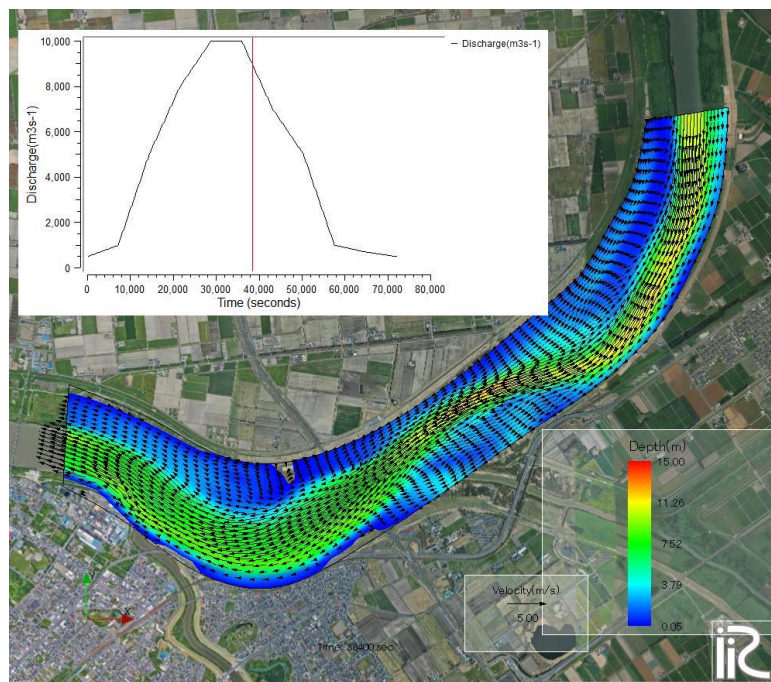 10,000
8,000
6,000
4,000
2,000
0
Discharge(m3s-1)
0 10,000 20,000 30,000 40,000 50,000 60,000 70,000 80,000
Time (seconds)
Discharge(m3s-1)
Depth(m)
15.00
11.26
7.52
3.79
0.05
Velocity(m/s)
5.00
Y
X
Time: 38400 sec
iRIC